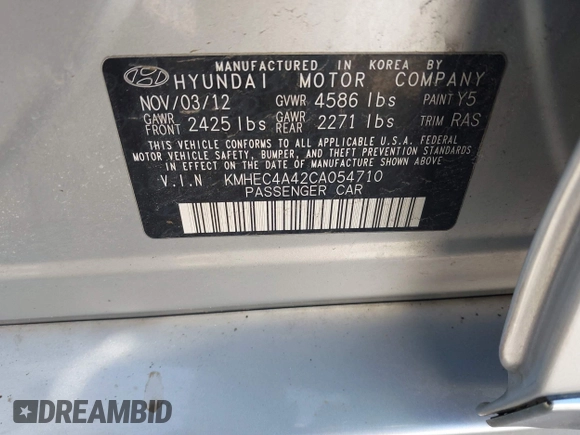 MANUFACTURED IN KOREA BY
HYUNDAI MOTOR COMPANY
NOV/03/12 GVWR 4586 lbs PAINT Y5
GAWR FRONT 2425 lbs GAWR REAR 2271 lbs TRIM RAS
THIS VEHICLE CONFORMS TO ALL APPLICABLE U.S.A. FEDERAL
MOTOR VEHICLE SAFETY, BUMPER, AND THEFT PREVENTION STANDARDS
IN EFFECT ON THE DATE OF MANUFACTURE SHOWN ABOVE.
V.I.N KMHEC4A42CA054710
PASSENGER CAR
DREAMBID